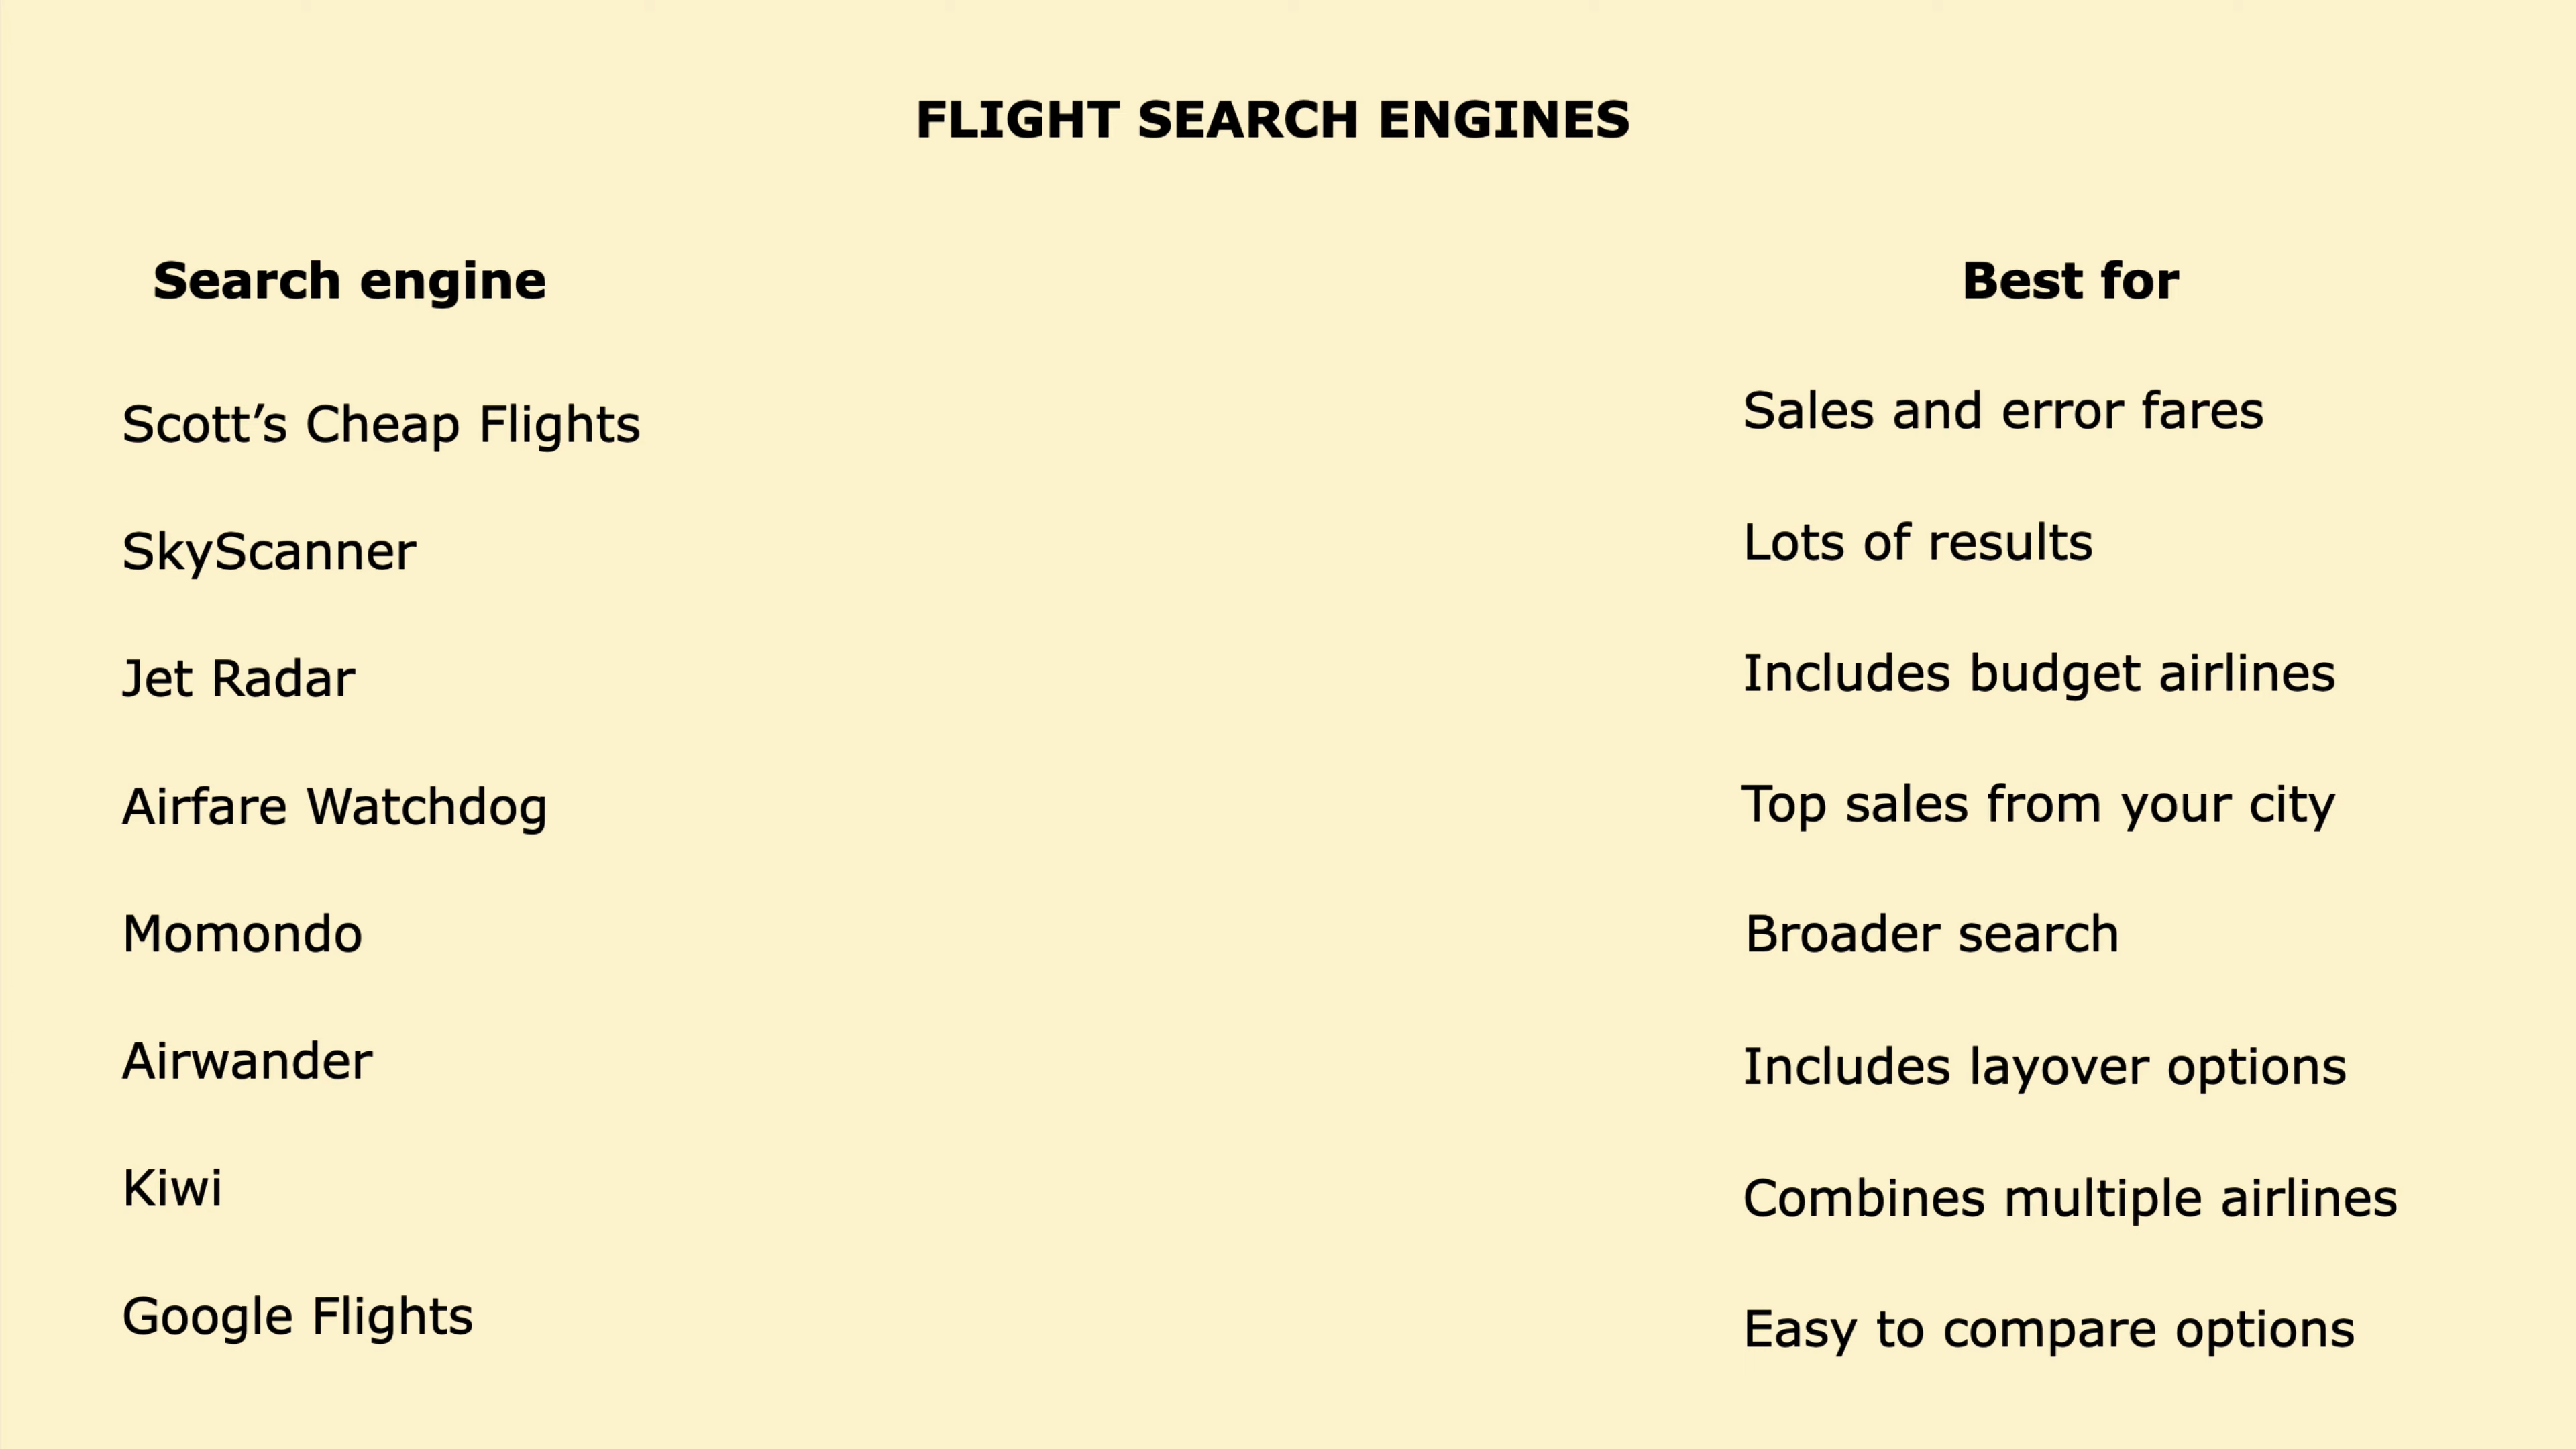 FLIGHT SEARCH ENGINES
Search engine Best for
Scott’s Cheap Flights Sales and error fares
SkyScanner Lots of results
Jet Radar Includes budget airlines
Airfare Watchdog Top sales from your city
Momondo Broader search
Airwander Includes layover options
Kiwi Combines multiple airlines
Google Flights Easy to compare options